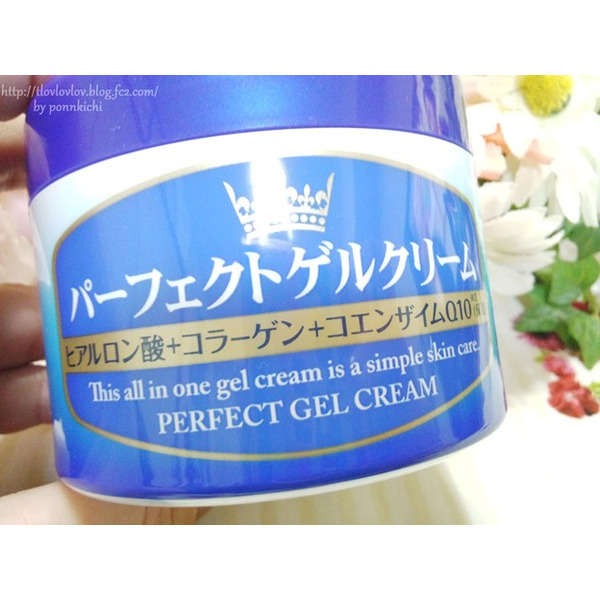 http://tlovlovlov.blog.fc2.com/
by ponnkichi
パーフェクトゲルクリーム
ヒアルロン酸+コラーゲン+コエンザイムQ10
This all in one gel cream is a simple skin care.
PERFECT GEL CREAM